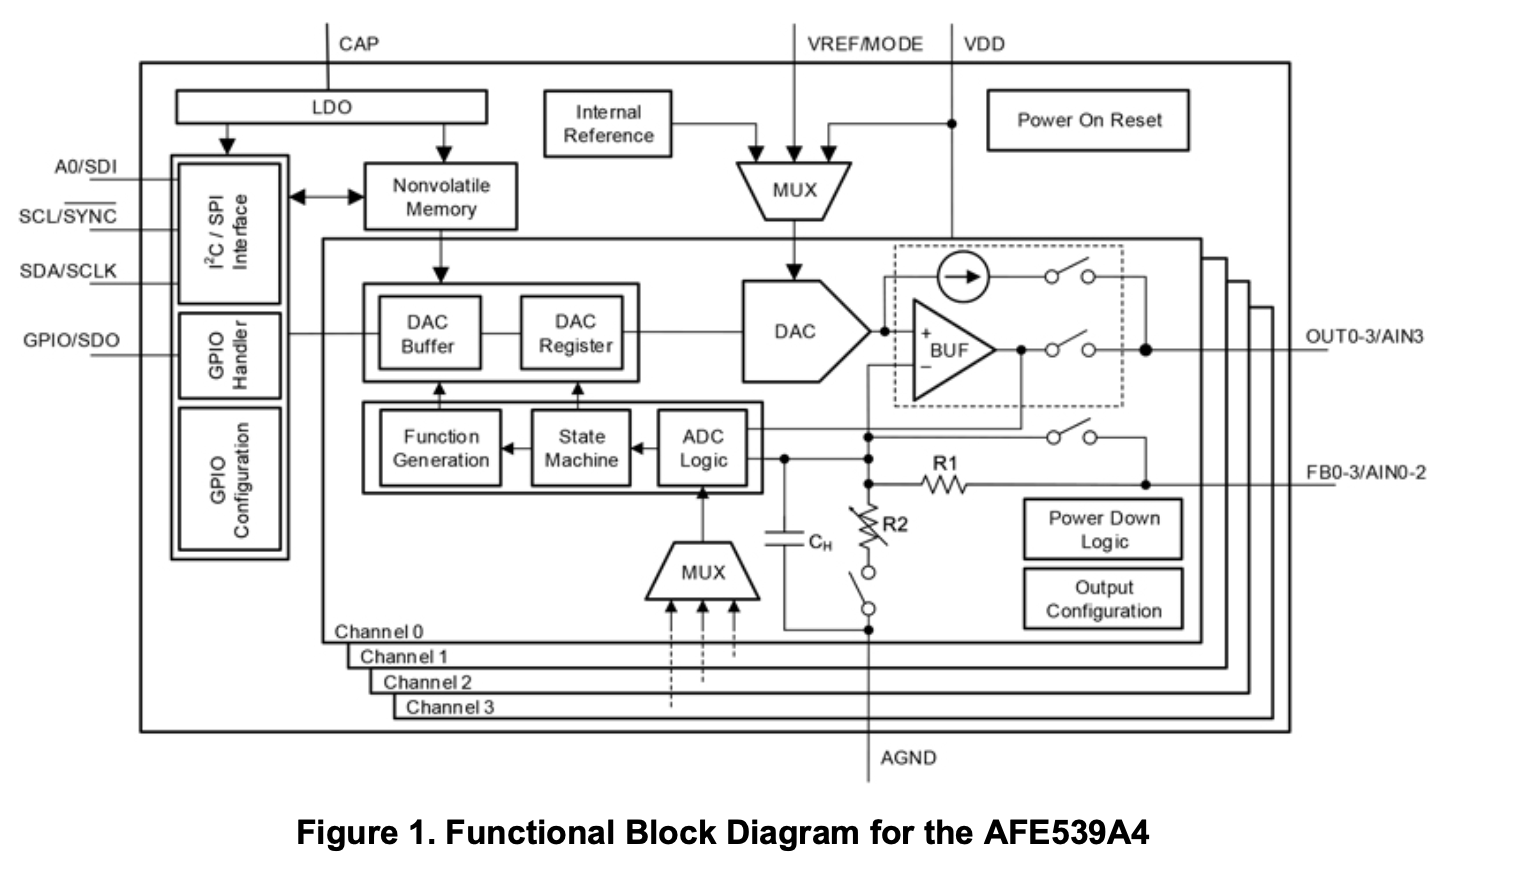 CAP
VREF/MODE
VDD
LDO
Internal
Reference
Power On Reset
A0/SDI
SCL/SYNC
SDA/SCLK
GPIO/SDO
I²C / SPI
Interface
GPIO
Handler
GPIO
Configuration
Nonvolatile
Memory
MUX
DAC
Buffer
DAC
Register
DAC
+
BUF
−
OUT0-3/AIN3
Function
Generation
State
Machine
ADC
Logic
R1
FB0-3/AIN0-2
R2
CH
MUX
Power Down
Logic
Output
Configuration
Channel 0
Channel 1
Channel 2
Channel 3
AGND
Figure 1. Functional Block Diagram for the AFE539A4